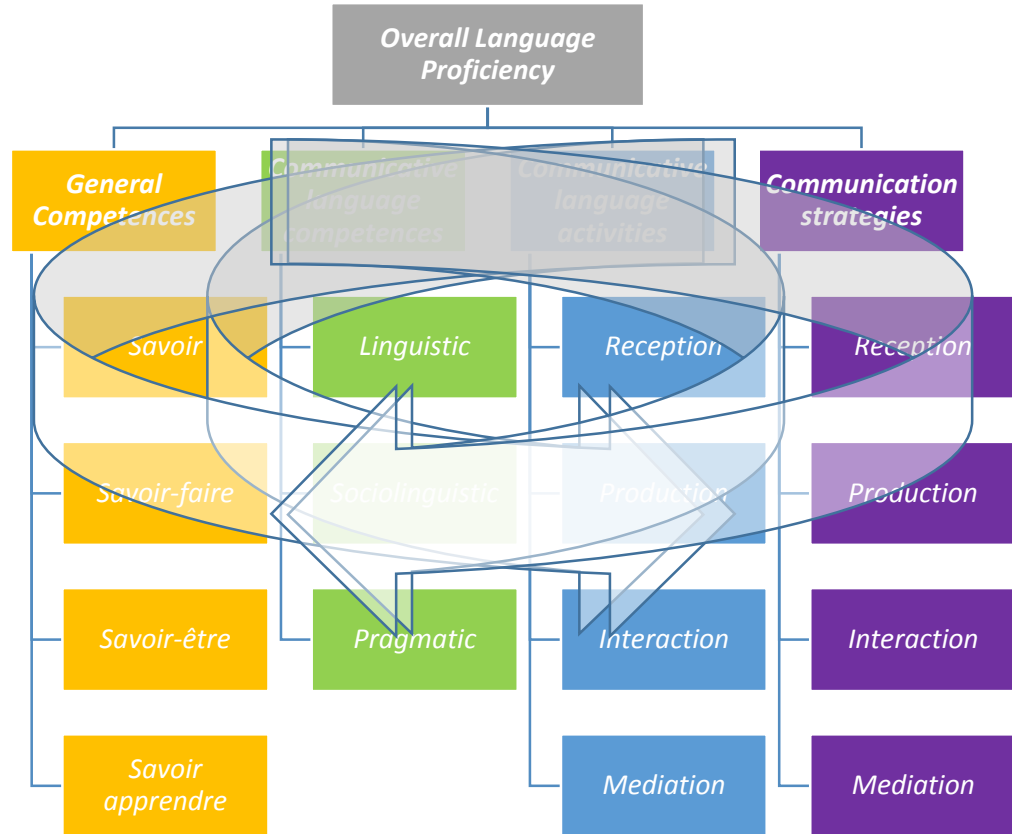 Overall Language
Proficiency
General
Competences
Communicative
language
competences
Communicative
language
activities
Communication
strategies
Savoir
Savoir-faire
Savoir-être
Savoir
apprendre
Linguistic
Sociolinguistic
Pragmatic
Reception
Production
Interaction
Mediation
Reception
Production
Interaction
Mediation